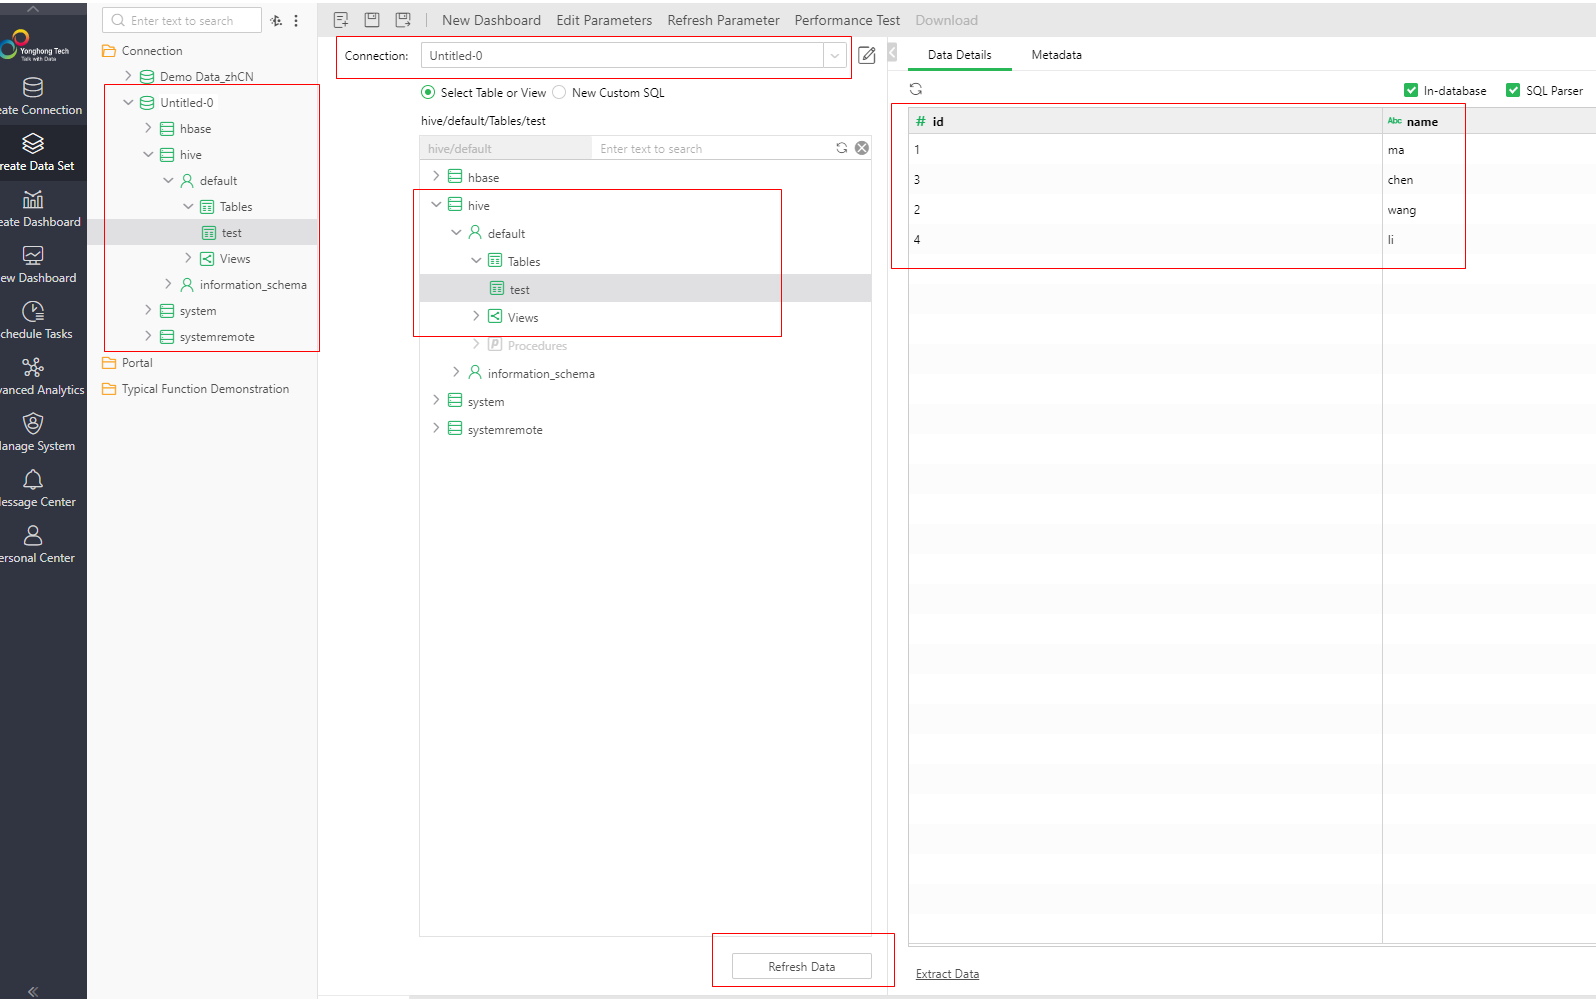 Yonghong Tech
Talk with Data
eate Connection
reate Data Set
eate Dashboard
ew Dashboard
chedule Tasks
vanced Analytics
anage System
essage Center
ersonal Center
Enter text to search
Connection
Demo Data_zhCN
Untitled-0
hbase
hive
default
Tables
test
Views
information_schema
system
systemremote
Portal
Typical Function Demonstration
New Dashboard Edit Parameters Refresh Parameter Performance Test Download
Connection: Untitled-0
Select Table or View New Custom SQL
hive/default/Tables/test
hive/default Enter text to search
hbase
hive
default
Tables
test
Views
Procedures
information_schema
system
systemremote
Refresh Data
Data Details Metadata
In-database SQL Parser
# id Abc name
1 ma
3 chen
2 wang
4 li
Extract Data